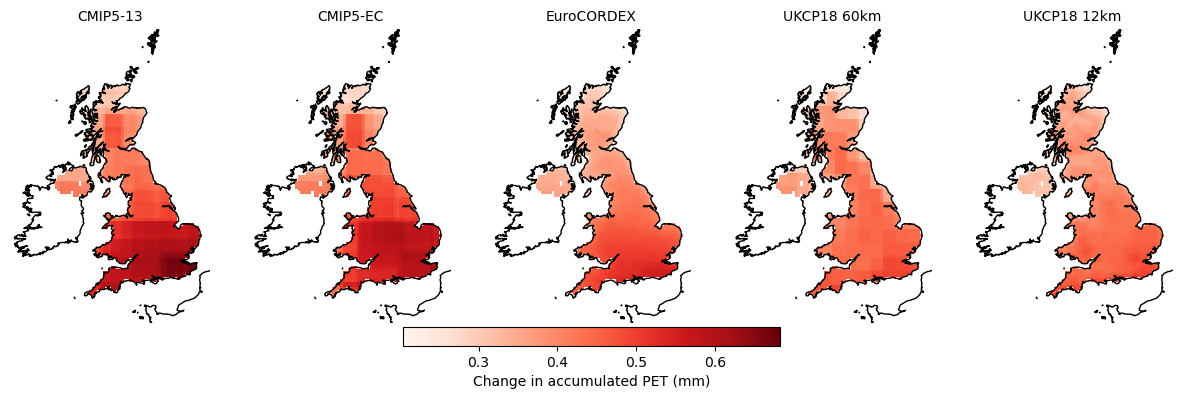 CMIP5-13 CMIP5-EC EuroCORDEX UKCP18 60km UKCP18 12km
0.3 0.4 0.5 0.6
Change in accumulated PET (mm)